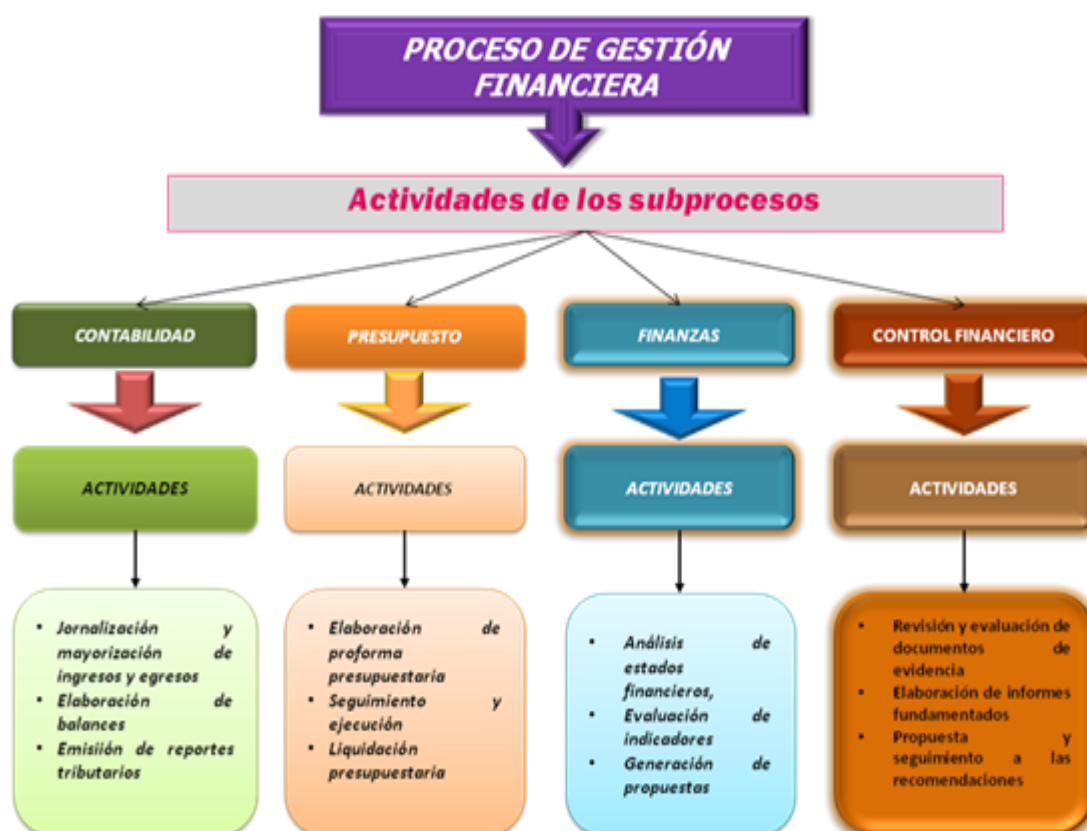 PROCESO DE GESTIÓN
FINANCIERA
Actividades de los subprocesos
CONTABILIDAD
PRESUPUESTO
FINANZAS
CONTROL FINANCIERO
ACTIVIDADES
ACTIVIDADES
ACTIVIDADES
ACTIVIDADES
• Jornalización y
mayorización de
ingresos y egresos
• Elaboración de
balances
• Emisiión de reportes
tributarios
• Elaboración de
proforma
presupuestaria
• Seguimiento y
ejecución
• Liquidación
presupuestaria
• Análisis de
estados
financieros,
• Evaluación de
indicadores
• Generación de
propuestas
• Revisión y evaluación de
documentos de
evidencia
• Elaboración de informes
fundamentados
• Propuesta y
seguimiento a las
recomendaciones